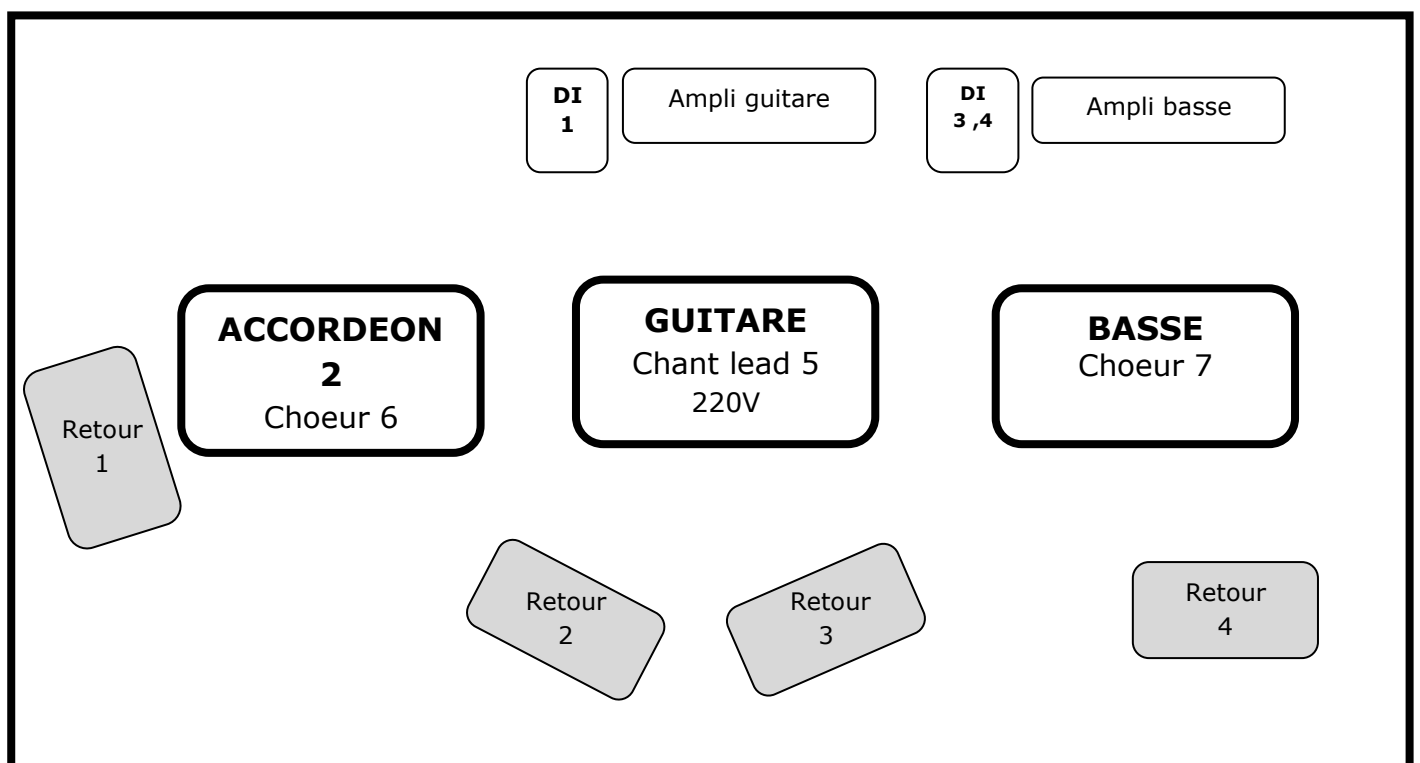 DI
1
Ampli guitare
DI
3 ,4
Ampli basse
ACCORDEON
2
Choeur 6
GUITARE
Chant lead 5
220V
BASSE
Choeur 7
Retour
1
Retour
2
Retour
3
Retour
4